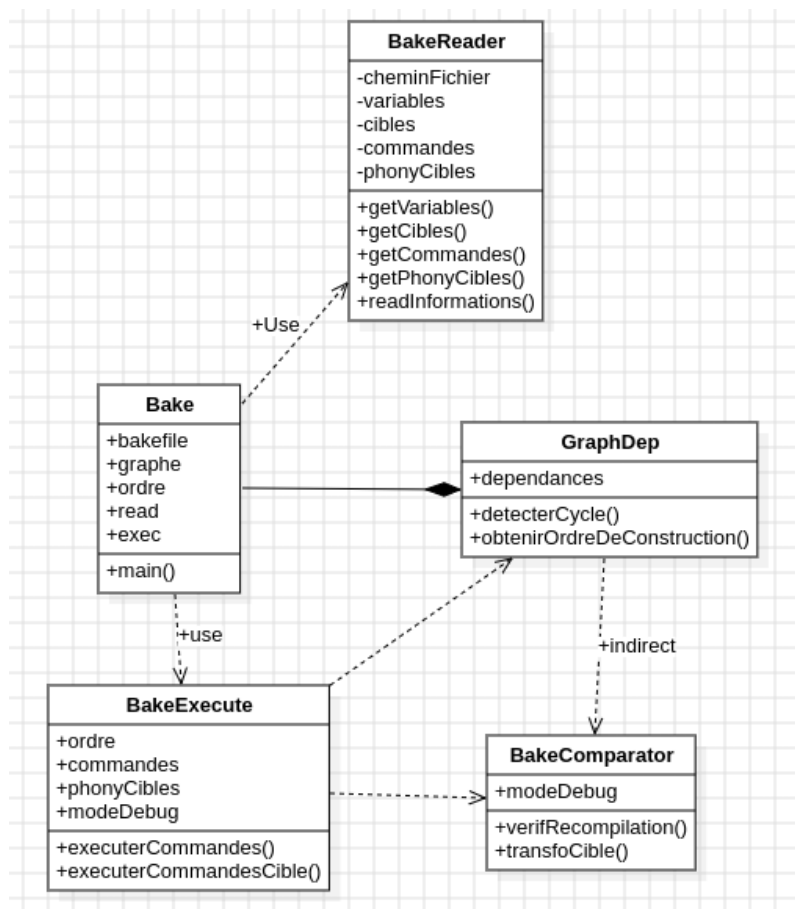 BakeReader
-cheminFichier
-variables
-cibles
-commandes
-phonyCibles
+getVariables()
+getCibles()
+getCommandes()
+getPhonyCibles()
+readInformations()
+Use
Bake
+bakefile
+graphe
+ordre
+read
+exec
+main()
GraphDep
+dependances
+detecterCycle()
+obtenirOrdreDeConstruction()
+use
+indirect
BakeExecute
+ordre
+commandes
+phonyCibles
+modeDebug
+executerCommandes()
+executerCommandesCible()
BakeComparator
+modeDebug
+verifRecompilation()
+transfoCible()